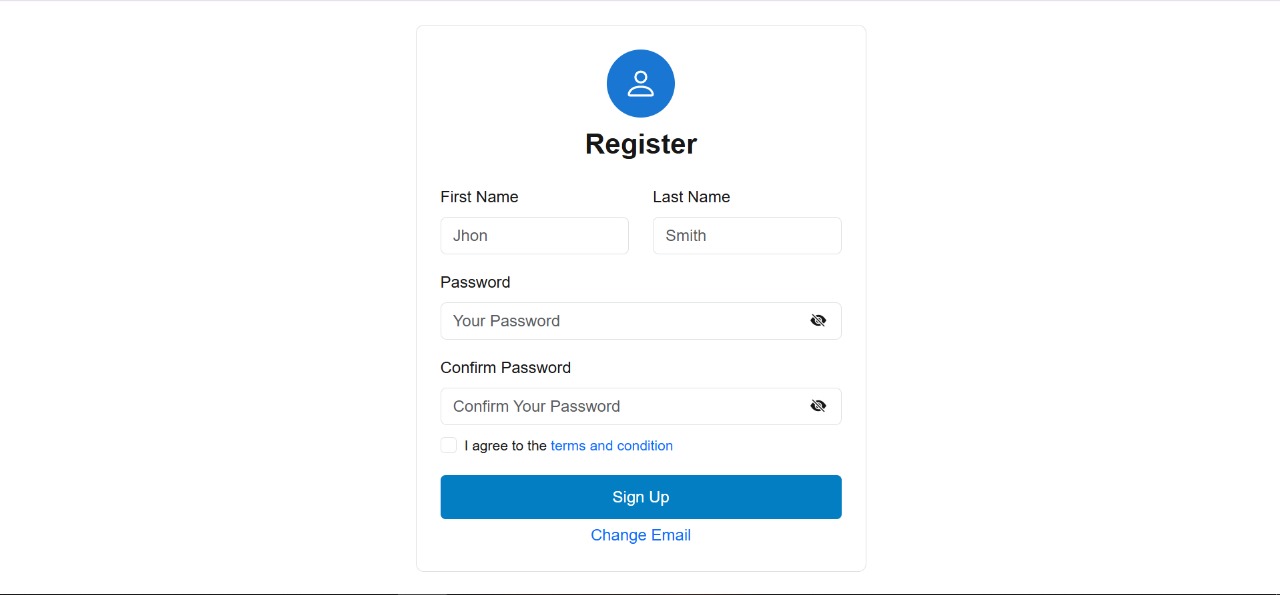 Register
First Name Last Name
Jhon Smith
Password
Your Password
Confirm Password
Confirm Your Password
I agree to the terms and condition
Sign Up
Change Email